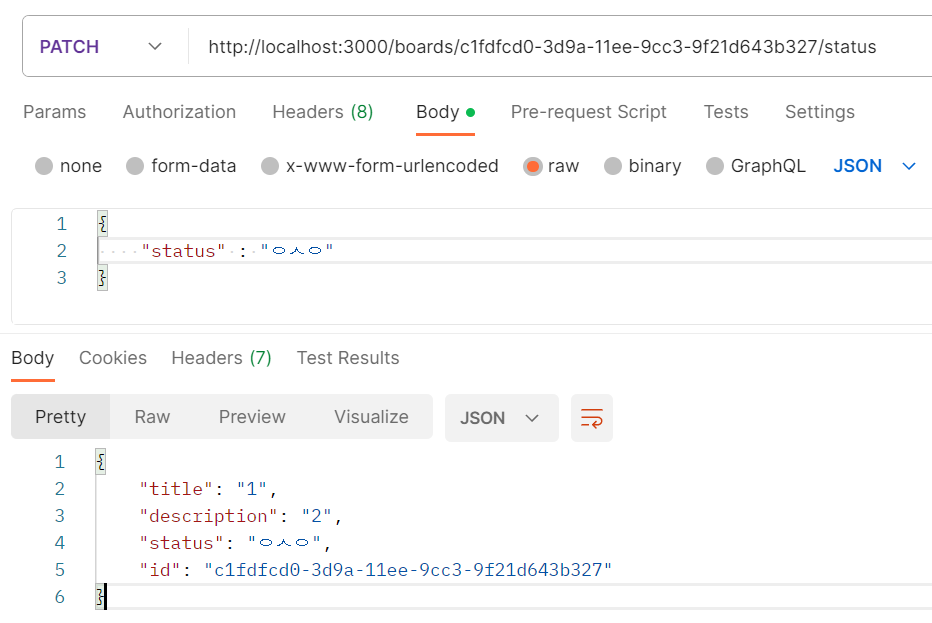 PATCH http://localhost:3000/boards/c1fdfcd0-3d9a-11ee-9cc3-9f21d643b327/status
Params Authorization Headers (8) Body Pre-request Script Tests Settings
none form-data x-www-form-urlencoded raw binary GraphQL JSON
1 {
2 ····"status"·:·"ㅇㅅㅇ"
3 }
Body Cookies Headers (7) Test Results
Pretty Raw Preview Visualize JSON
1 {
2 "title": "1",
3 "description": "2",
4 "status": "ㅇㅅㅇ",
5 "id": "c1fdfcd0-3d9a-11ee-9cc3-9f21d643b327"
6 }